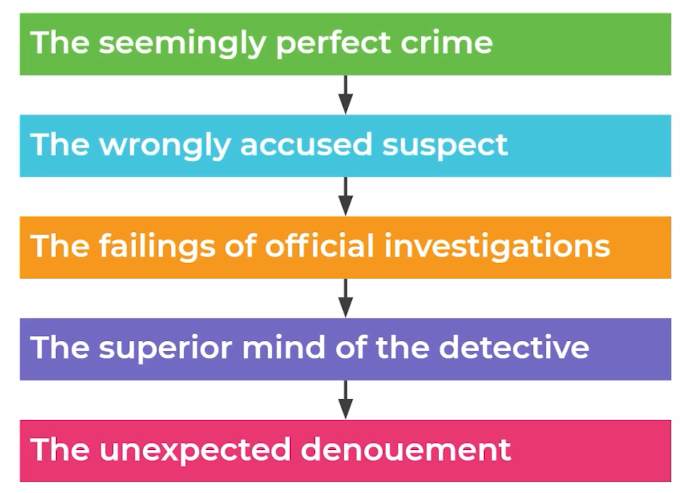 The seemingly perfect crime
The wrongly accused suspect
The failings of official investigations
The superior mind of the detective
The unexpected denouement